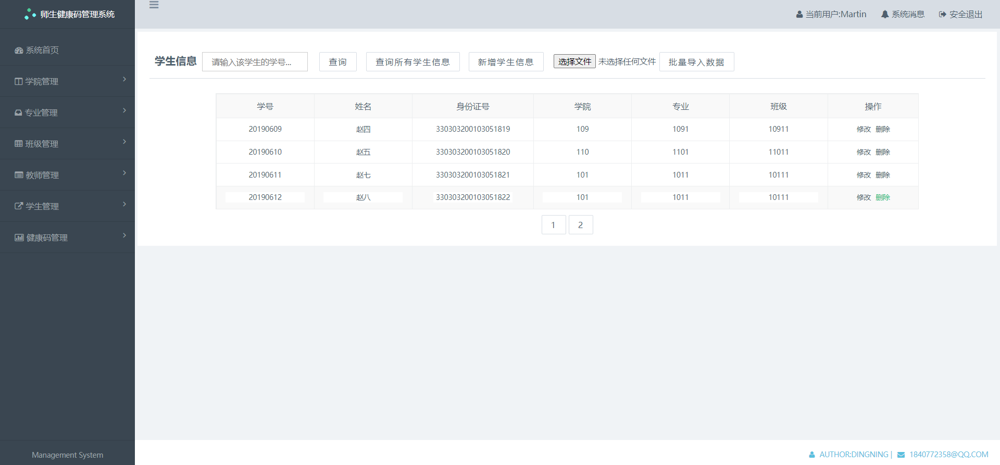 师生健康码管理系统
当前用户:Martin 系统消息 安全退出
系统首页
学院管理
专业管理
班级管理
教师管理
学生管理
健康码管理
Management System
学生信息 请输入该学生的学号... 查询 查询所有学生信息 新增学生信息 选择文件 未选择任何文件 批量导入数据
学号 姓名 身份证号 学院 专业 班级 操作
20190609 赵四 330303200103051819 109 1091 10911 修改 删除
20190610 赵五 330303200103051820 110 1101 11011 修改 删除
20190611 赵七 330303200103051821 101 1011 10111 修改 删除
20190612 赵八 330303200103051822 101 1011 10111 修改 删除
1 2
AUTHOR:DINGNING | 1840772358@QQ.COM